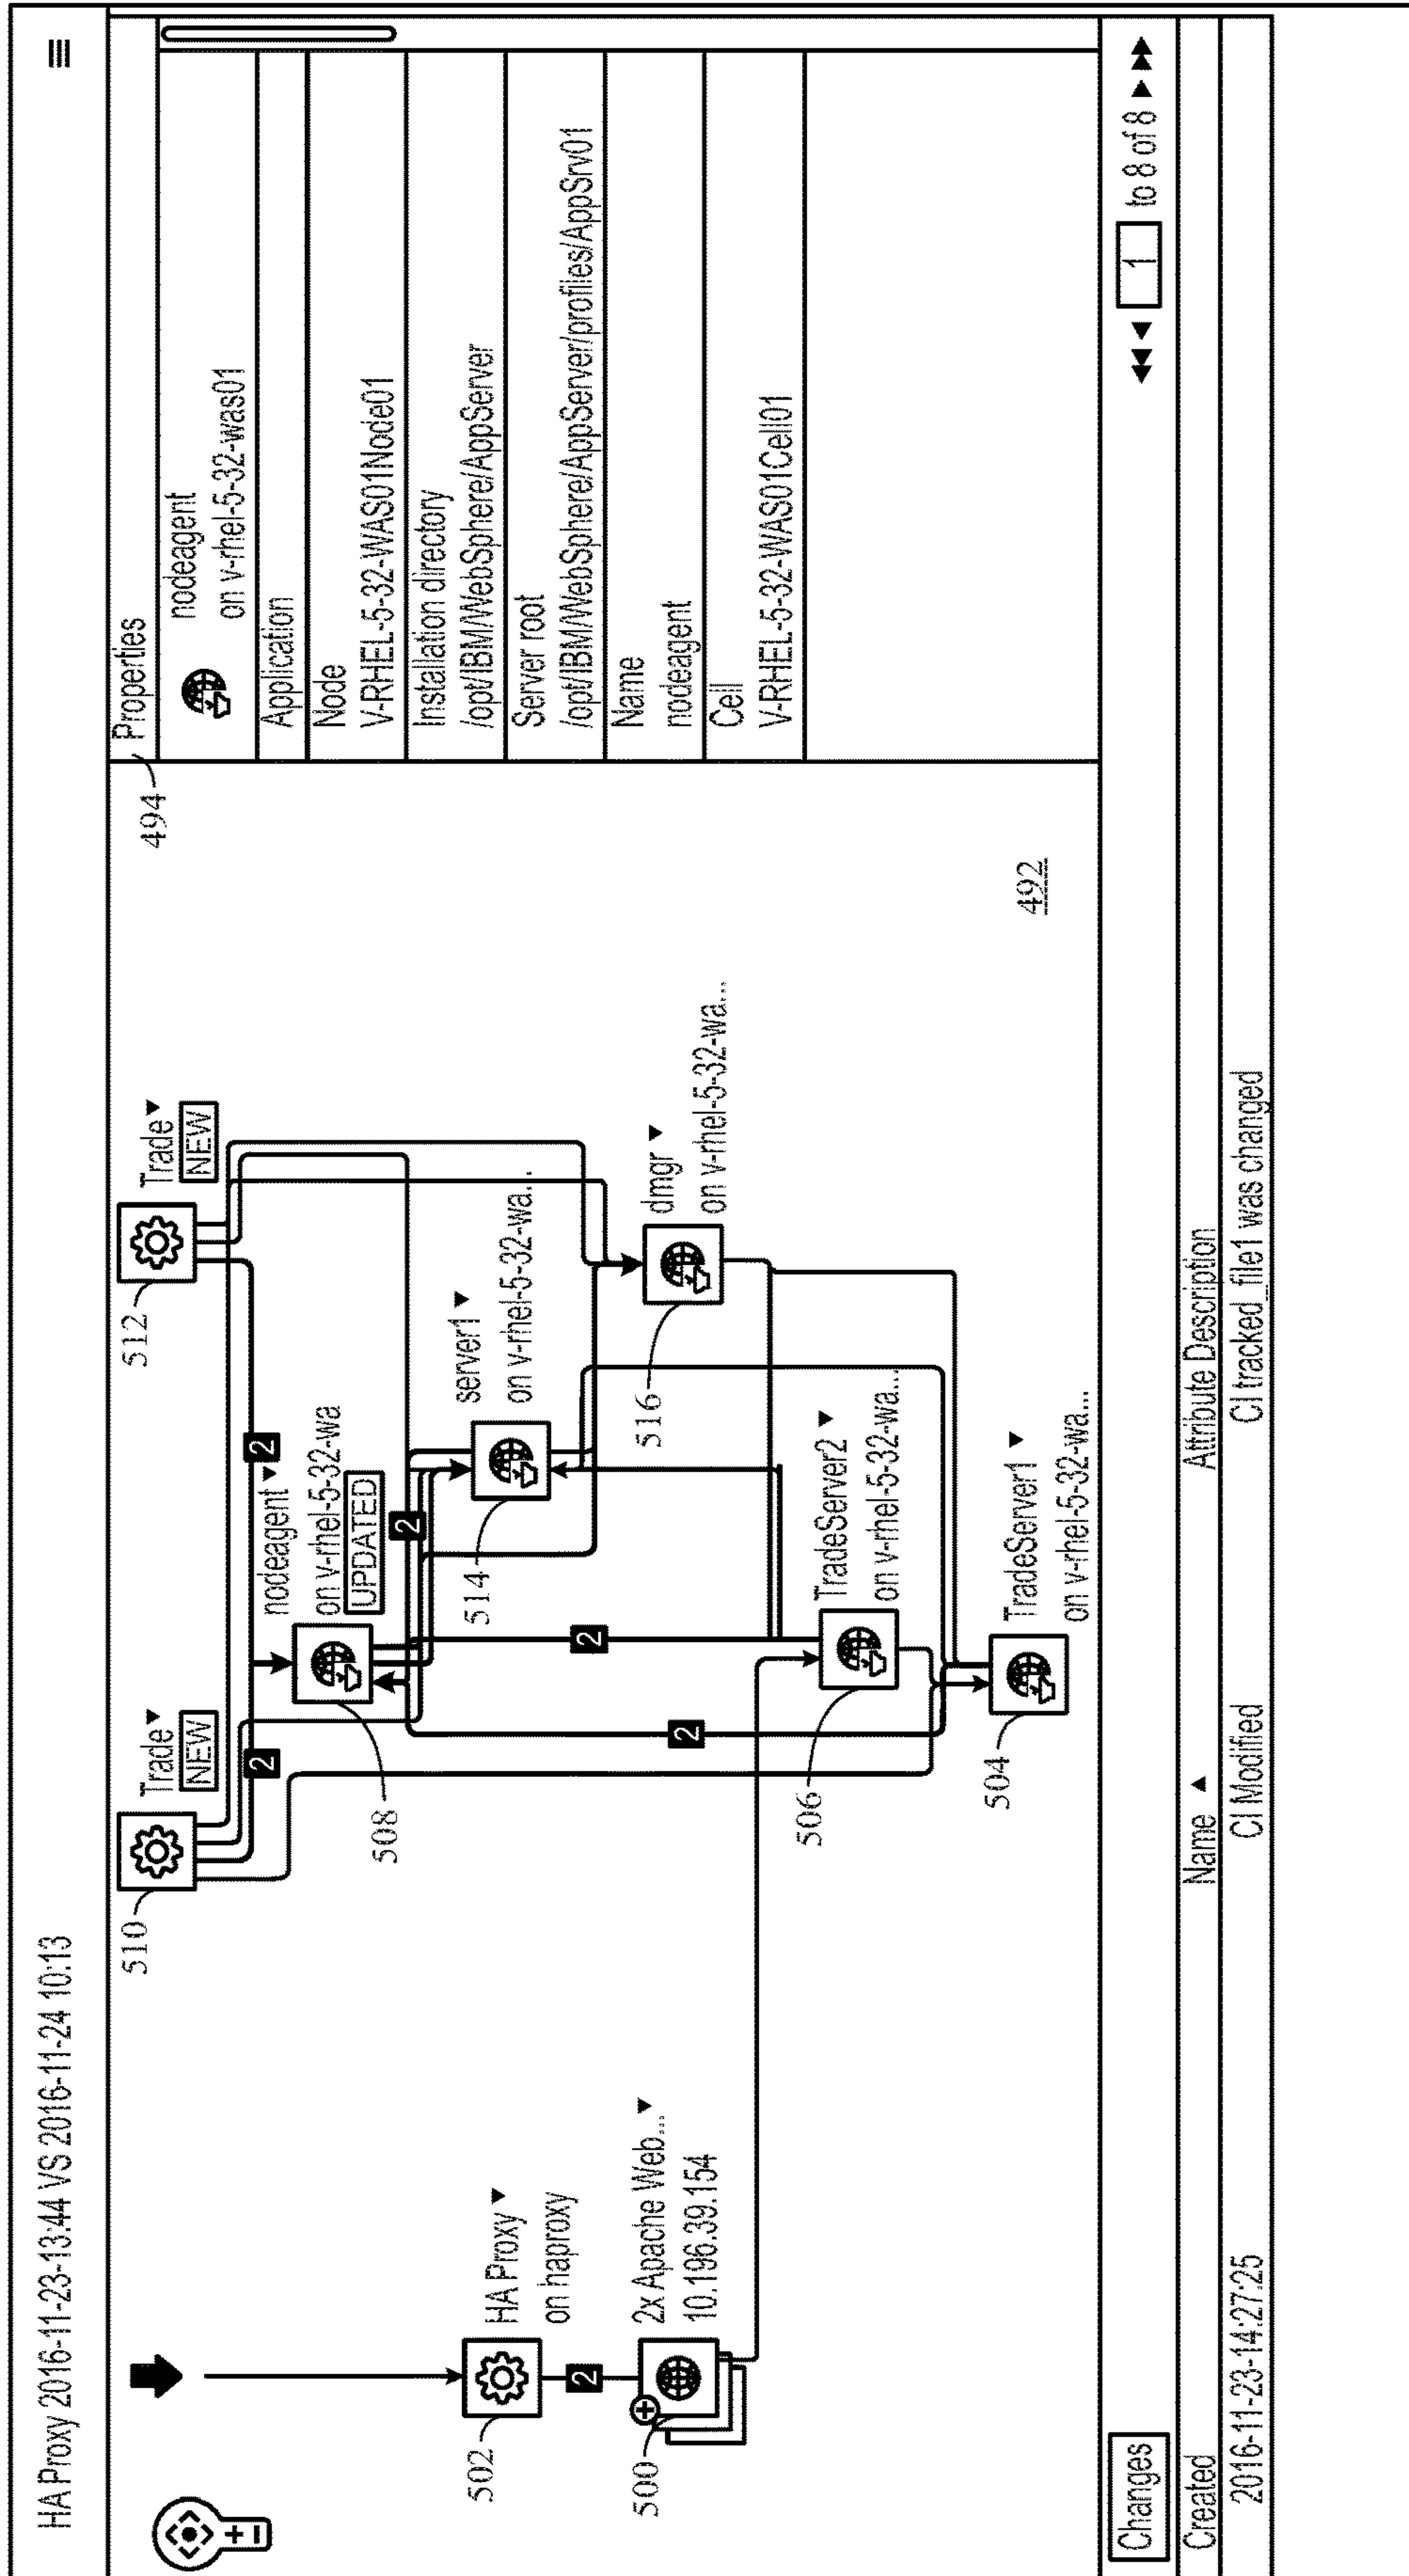 HA Proxy 2016-11-23-13:44 VS 2016-11-24 10:13
510
Trade
NEW
512
Trade
NEW
2
2
508
nodeagent
on v-rhel-5-32-wa
UPDATED
2
502
HA Proxy
on haproxy
2
514
server1
on v-rhel-5-32-wa...
2
500
2x Apache Web...
10.196.39.154
2
516
dmgr
on v-rhel-5-32-wa...
506
TradeServer2
on v-rhel-5-32-wa...
504
TradeServer1
on v-rhel-5-32-wa...
492
494
Properties
nodeagent
on v-rhel-5-32-was01
Application
Node
V-RHEL-5-32-WAS01Node01
Installation directory
/opt/IBM/WebSphere/AppServer
Server root
/opt/IBM/WebSphere/AppServer/profiles/AppSrv01
Name
nodeagent
Cell
V-RHEL-5-32-WAS01Cell01
Changes
1 to 8 of 8
Created Name Attribute Description
2016-11-23-14:27:25 CI Modified CI tracked_file1 was changed